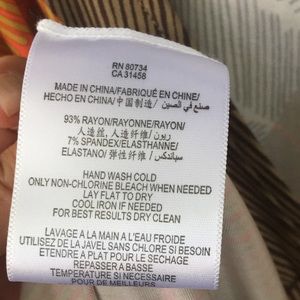 RN 80734
CA 31458
MADE IN CHINA/FABRIQUÉ EN CHINE/
HECHO EN CHINA/中国制造/ صنع في الصين
93% RAYON/RAYONNE/RAYON/
人造丝, 人造纤维/ ريون/
7% SPANDEX/ELASTHANNE/
ELASTANO/ 弹性纤维/ سباندكس
HAND WASH COLD
ONLY NON-CHLORINE BLEACH WHEN NEEDED
LAY FLAT TO DRY
COOL IRON IF NEEDED
FOR BEST RESULTS DRY CLEAN
LAVAGE A LA MAIN A L'EAU FROIDE
UTILISEZ DE LA JAVEL SANS CHLORE SI BESOIN
ETENDRE A PLAT POUR LE SECHAGE
REPASSER A BASSE
TEMPERATURE SI NECESSAIRE
POUR DE MEILLEURS